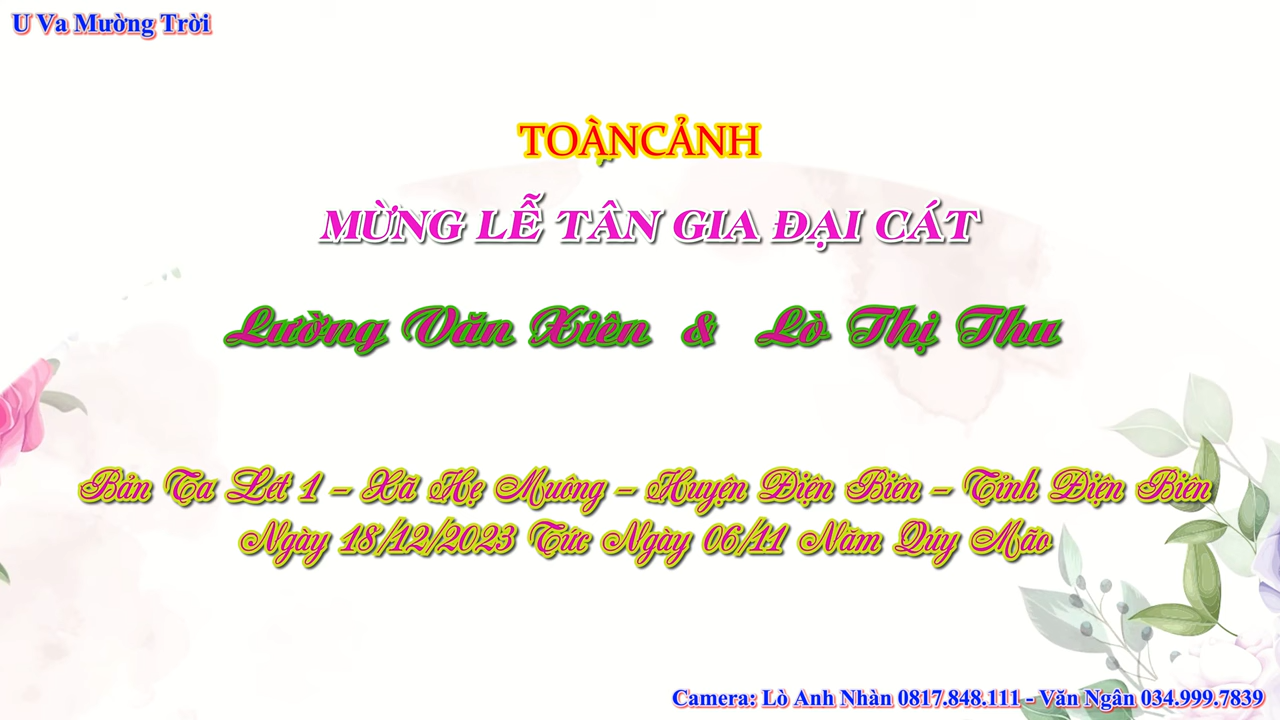 U Va Mường Trời
TOÀNCẢNH
MỪNG LỄ TÂN GIA ĐẠI CÁT
Lường Văn Xiên & Lò Thị Thu
Bản Ta Lét 1 - Xã Hẹ Muông - Huyện Điện Biên - Tỉnh Điện Biên
Ngày 18/12/2023 Tức Ngày 06/11 Năm Qúy Mão
Camera: Lò Anh Nhàn 0817.848.111 - Văn Ngân 034.999.7839